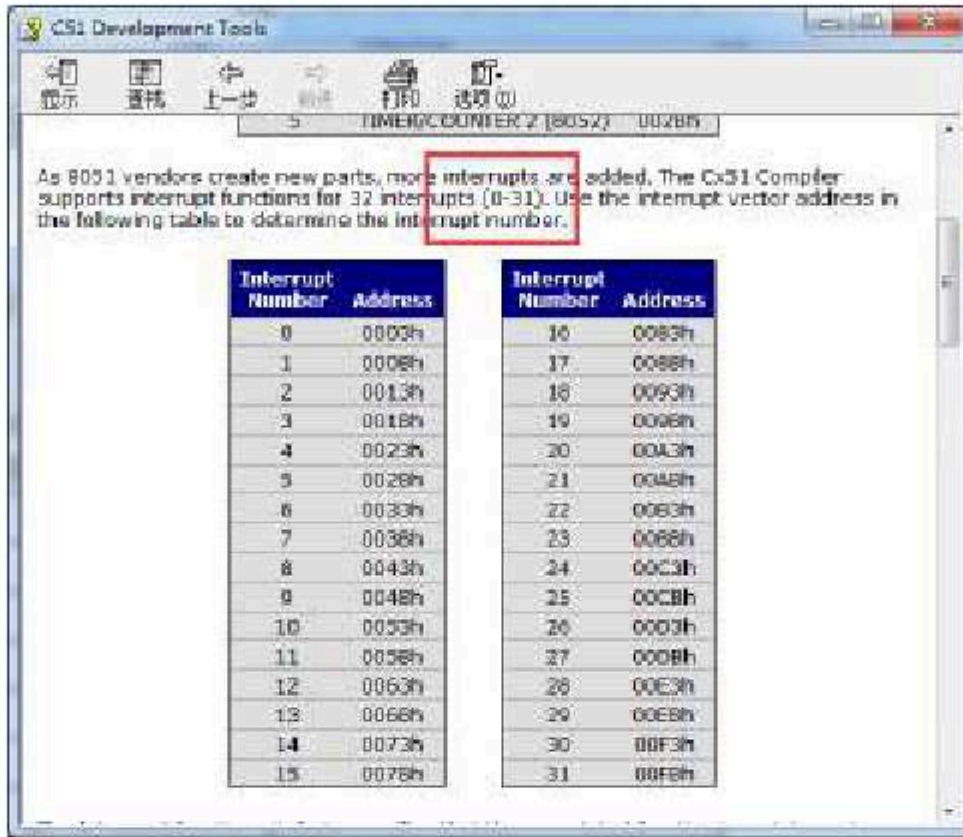 C51 Development Tools
显示 查找 上一步 打印 选项(O)
5 TIMER/COUNTER 2 (8052) 002Bh
As 8051 vendors create new parts, more interrupts are added. The Cx51 Compiler
supports interrupt functions for 32 interrupts (0-31). Use the interrupt vector address in
the following table to determine the interrupt number.
Interrupt
Number Address
0 0003h
1 000Bh
2 0013h
3 001Bh
4 0023h
5 002Bh
6 0033h
7 003Bh
8 0043h
9 004Bh
10 0053h
11 005Bh
12 0063h
13 006Bh
14 0073h
15 007Bh
Interrupt
Number Address
16 0083h
17 008Bh
18 0093h
19 009Bh
20 00A3h
21 00ABh
22 00B3h
23 00BBh
24 00C3h
25 00CBh
26 00D3h
27 00DBh
28 00E3h
29 00EBh
30 00F3h
31 00FBh